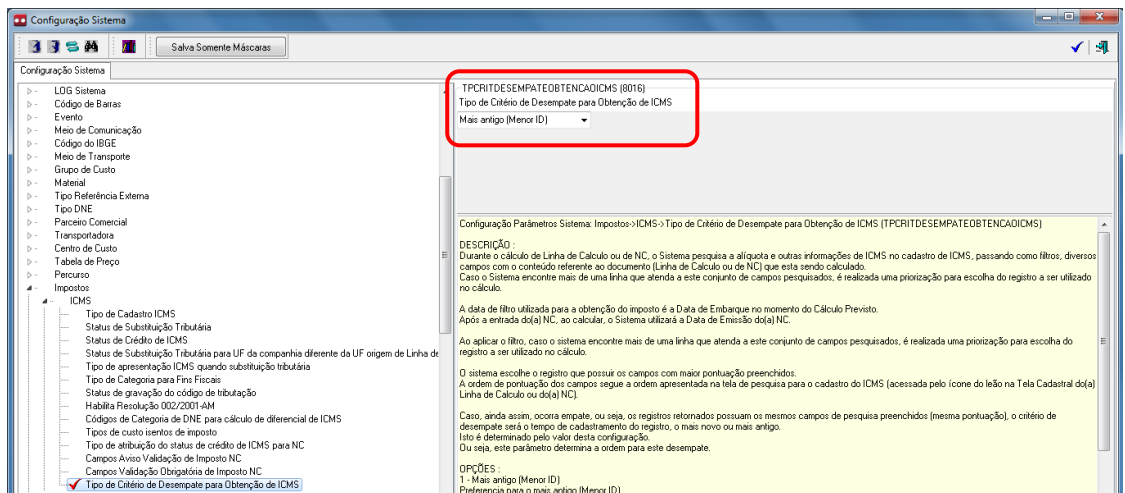 Configuração Sistema
Salva Somente Máscaras
Configuração Sistema
LOG Sistema
Código de Barras
Evento
Meio de Comunicação
Código do IBGE
Meio de Transporte
Grupo de Custo
Material
Tipo Referência Externa
Tipo DNE
Parceiro Comercial
Transportadora
Centro de Custo
Tabela de Preço
Percurso
Impostos
ICMS
Tipo de Cadastro ICMS
Status de Substituição Tributária
Status de Crédito de ICMS
Status de Substituição Tributária para UF da companhia diferente da UF origem de Linha de
Tipo de apresentação ICMS quando substituição tributária
Tipo de Categoria para Fins Fiscais
Status de gravação do código de tributação
Habilita Resolução 002/2001-AM
Códigos de Categoria de DNE para cálculo de diferencial de ICMS
Tipos de custo isentos de imposto
Tipo de atribuição do status de crédito de ICMS para NC
Campos Aviso Validação de Imposto NC
Campos Validação Obrigatória de Imposto NC
Tipo de Critério de Desempate para Obtenção de ICMS
TPCRITDESEMPATEOBTENCAOICMS (8016)
Tipo de Critério de Desempate para Obtenção de ICMS
Mais antigo (Menor ID)
Configuração Parâmetros Sistema: Impostos->ICMS->Tipo de Critério de Desempate para Obtenção de ICMS (TPCRITDESEMPATEOBTENCAOICMS)
DESCRIÇÃO :
Durante o cálculo de Linha de Calculo ou de NC, o Sistema pesquisa a alíquota e outras informações de ICMS no cadastro de ICMS, passando como filtros, diversos
campos com o conteúdo referente ao documento (Linha de Calculo ou de NC) que esta sendo calculado.
Caso o Sistema encontre mais de uma linha que atenda a este conjunto de campos pesquisados, é realizada uma priorização para escolha do registro a ser utilizado
no cálculo.
A data de filtro utilizada para a obtenção do imposto é a Data de Embarque no momento do Cálculo Previsto.
Após a entrada do(a) NC, ao calcular, o Sistema utilizará a Data de Emissão do(a) NC.
Ao aplicar o filtro, caso o sistema encontre mais de uma linha que atenda a este conjunto de campos pesquisados, é realizada uma priorização para escolha do
registro a ser utilizado no cálculo.
O sistema escolhe o registro que possuir os campos com maior pontuação preenchidos.
A ordem de pontuação dos campos segue a ordem apresentada na tela de pesquisa para o cadastro do ICMS (acessada pelo ícone do leão na Tela Cadastral do(a)
Linha de Calculo ou do(a) NC).
Caso, ainda assim, ocorra empate, ou seja, os registros retornados possuam os mesmos campos de pesquisa preenchidos (mesma pontuação), o critério de
desempate será o tempo de cadastramento do registro, o mais novo ou mais antigo.
Isto é determinado pelo valor desta configuração.
Ou seja, este parâmetro determina a ordem para este desempate.
OPÇÕES :
1 - Mais antigo (Menor ID)
Preferencia para o mais antigo (Menor ID)